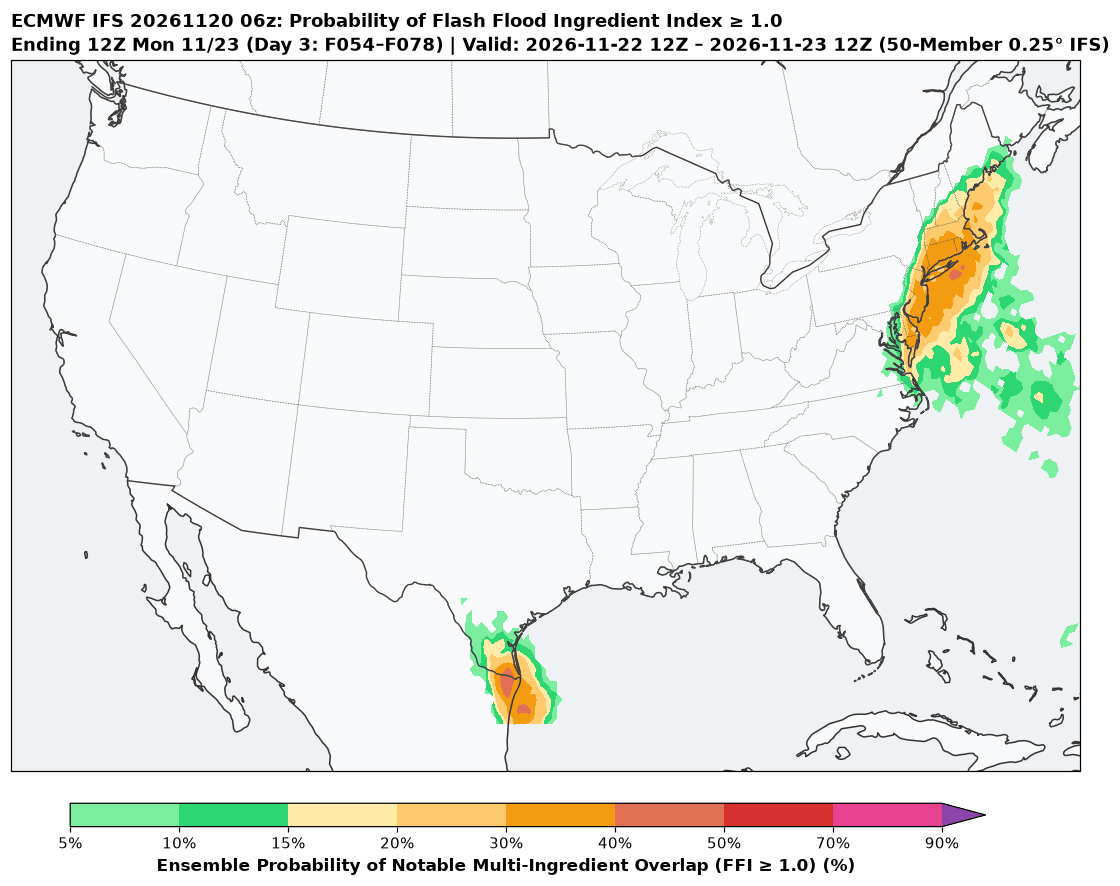 ECMWF IFS 20261120 06z: Probability of Flash Flood Ingredient Index ≥ 1.0
Ending 12Z Mon 11/23 (Day 3: F054–F078) | Valid: 2026-11-22 12Z – 2026-11-23 12Z (50-Member 0.25° IFS)
5% 10% 15% 20% 30% 40% 50% 70% 90%
Ensemble Probability of Notable Multi-Ingredient Overlap (FFI ≥ 1.0) (%)